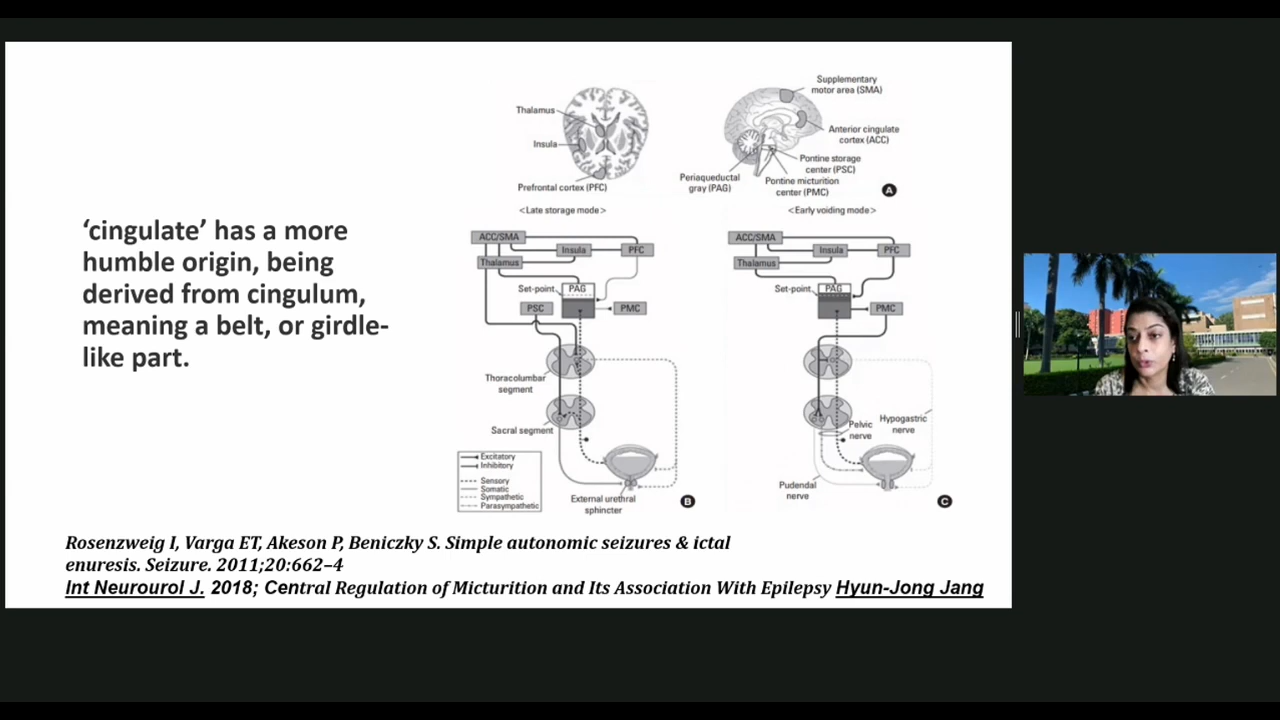 ‘cingulate’ has a more
humble origin, being
derived from cingulum,
meaning a belt, or girdle-
like part.
Thalamus
Insula
Prefrontal cortex (PFC)
Supplementary
motor area (SMA)
Anterior cingulate
cortex (ACC)
Pontine storage
center (PSC)
Periaqueductal
gray (PAG)
Pontine micturition
center (PMC)
A
<Late storage mode>
ACC/SMA
Insula
PFC
Thalamus
Set-point
PAG
PSC
PMC
Thoracolumbar
segment
Sacral segment
Excitatory
Inhibitory
Sensory
Somatic
Sympathetic
Parasympathetic
External urethral
sphincter
B
<Early voiding mode>
ACC/SMA
Insula
PFC
Thalamus
Set-point
PAG
PMC
Pelvic
nerve
Hypogastric
nerve
Pudendal
nerve
C
Rosenzweig I, Varga ET, Akeson P, Beniczky S. Simple autonomic seizures & ictal
enuresis. Seizure. 2011;20:662–4
Int Neurourol J. 2018; Central Regulation of Micturition and Its Association With Epilepsy Hyun-Jong Jang